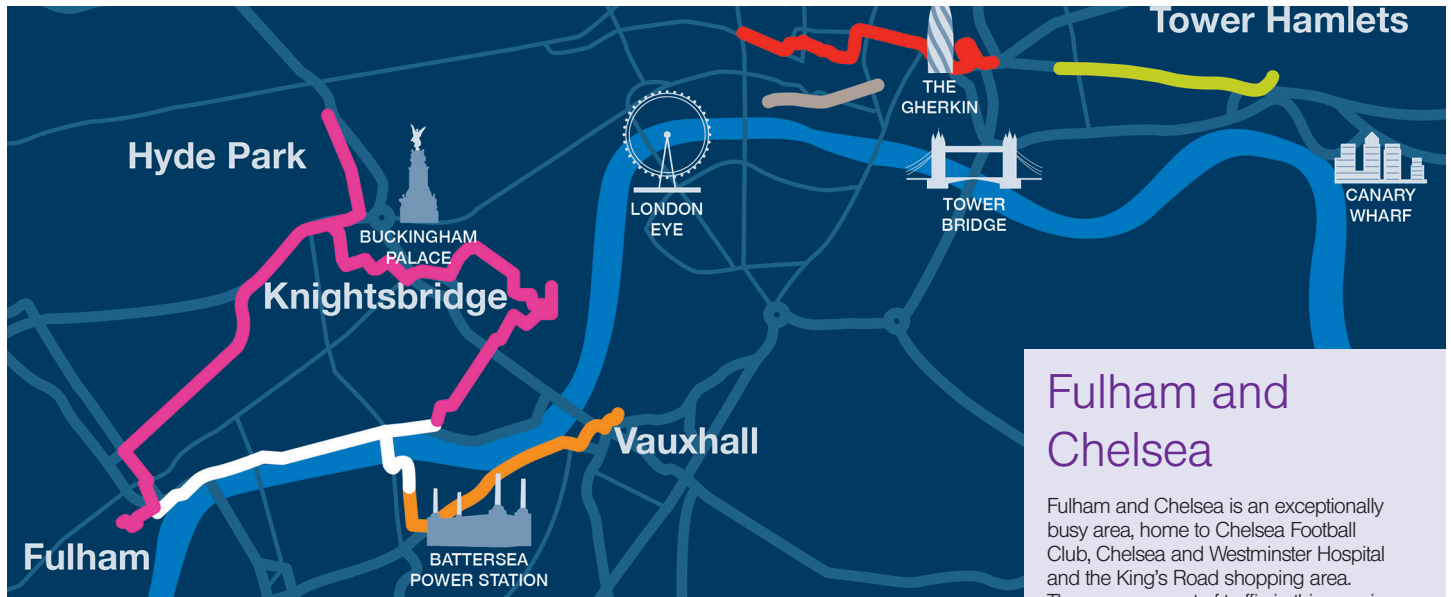 Tower Hamlets
THE
GHERKIN
Hyde Park
LONDON
EYE
TOWER
BRIDGE
CANARY
WHARF
BUCKINGHAM
PALACE
Knightsbridge
Vauxhall
Fulham
BATTERSEA
POWER STATION
Fulham and
Chelsea
Fulham and Chelsea is an exceptionally
busy area, home to Chelsea Football
Club, Chelsea and Westminster Hospital
and the King's Road shopping area.